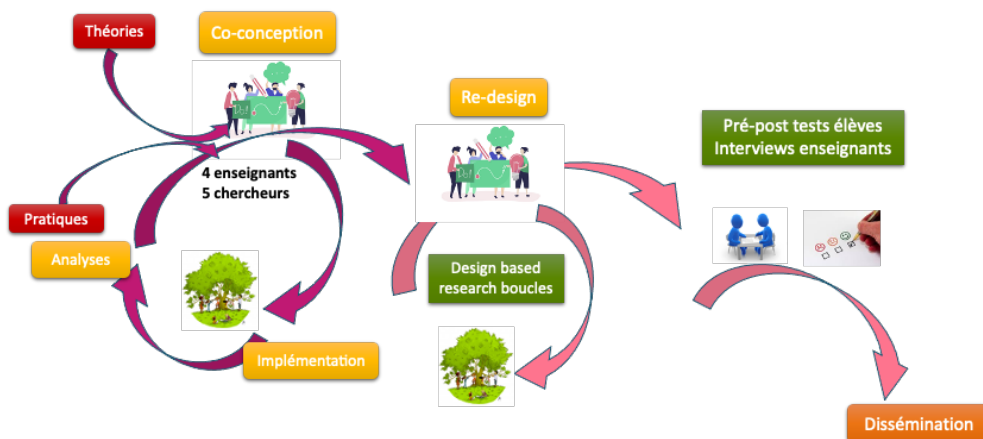 Théories
Co-conception
Re-design
Pré-post tests élèves
Interviews enseignants
4 enseignants
5 chercheurs
Pratiques
Analyses
Design based
research boucles
Implémentation
Dissémination